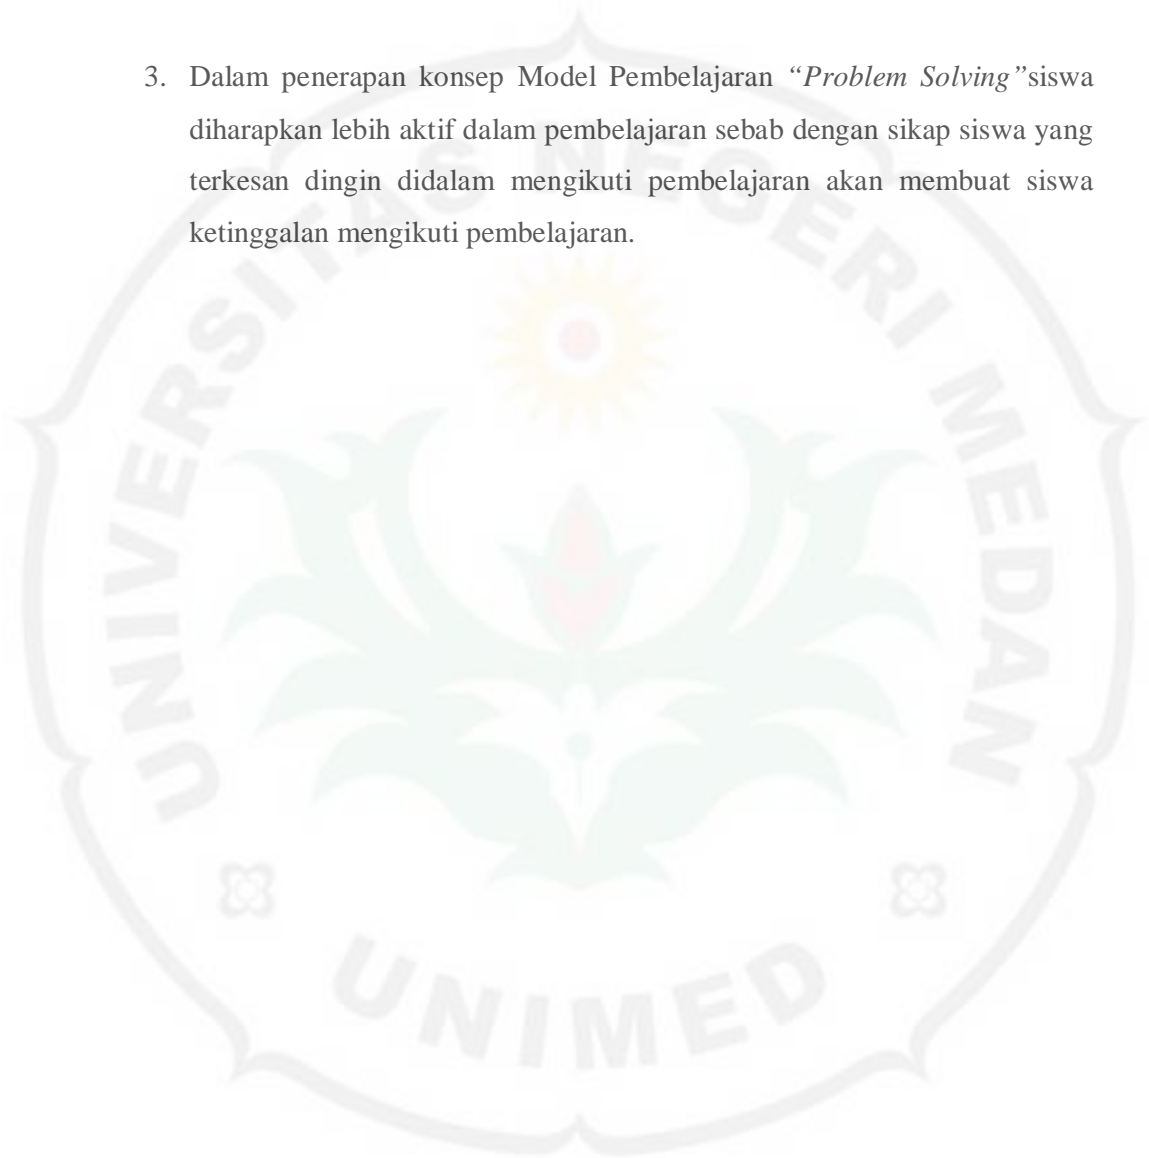 3. Dalam penerapan konsep Model Pembelajaran “Problem Solving”siswa
diharapkan lebih aktif dalam pembelajaran sebab dengan sikap siswa yang
terkesan dingin didalam mengikuti pembelajaran akan membuat siswa
ketinggalan mengikuti pembelajaran.
UNIVERSITAS NEGERI MEDAN
UNIMED